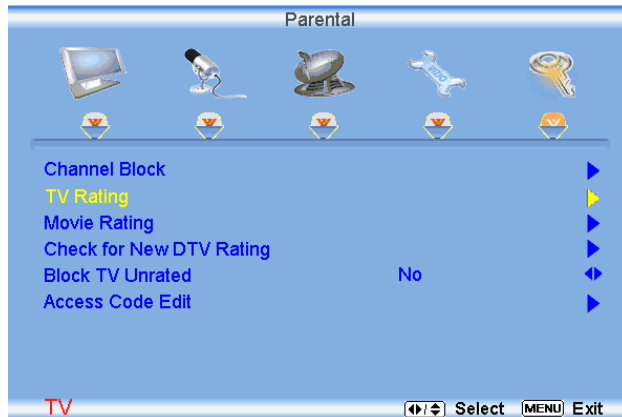 Parental
Channel Block
TV Rating
Movie Rating
Check for New DTV Rating
Block TV Unrated No
Access Code Edit
TV Select MENU Exit